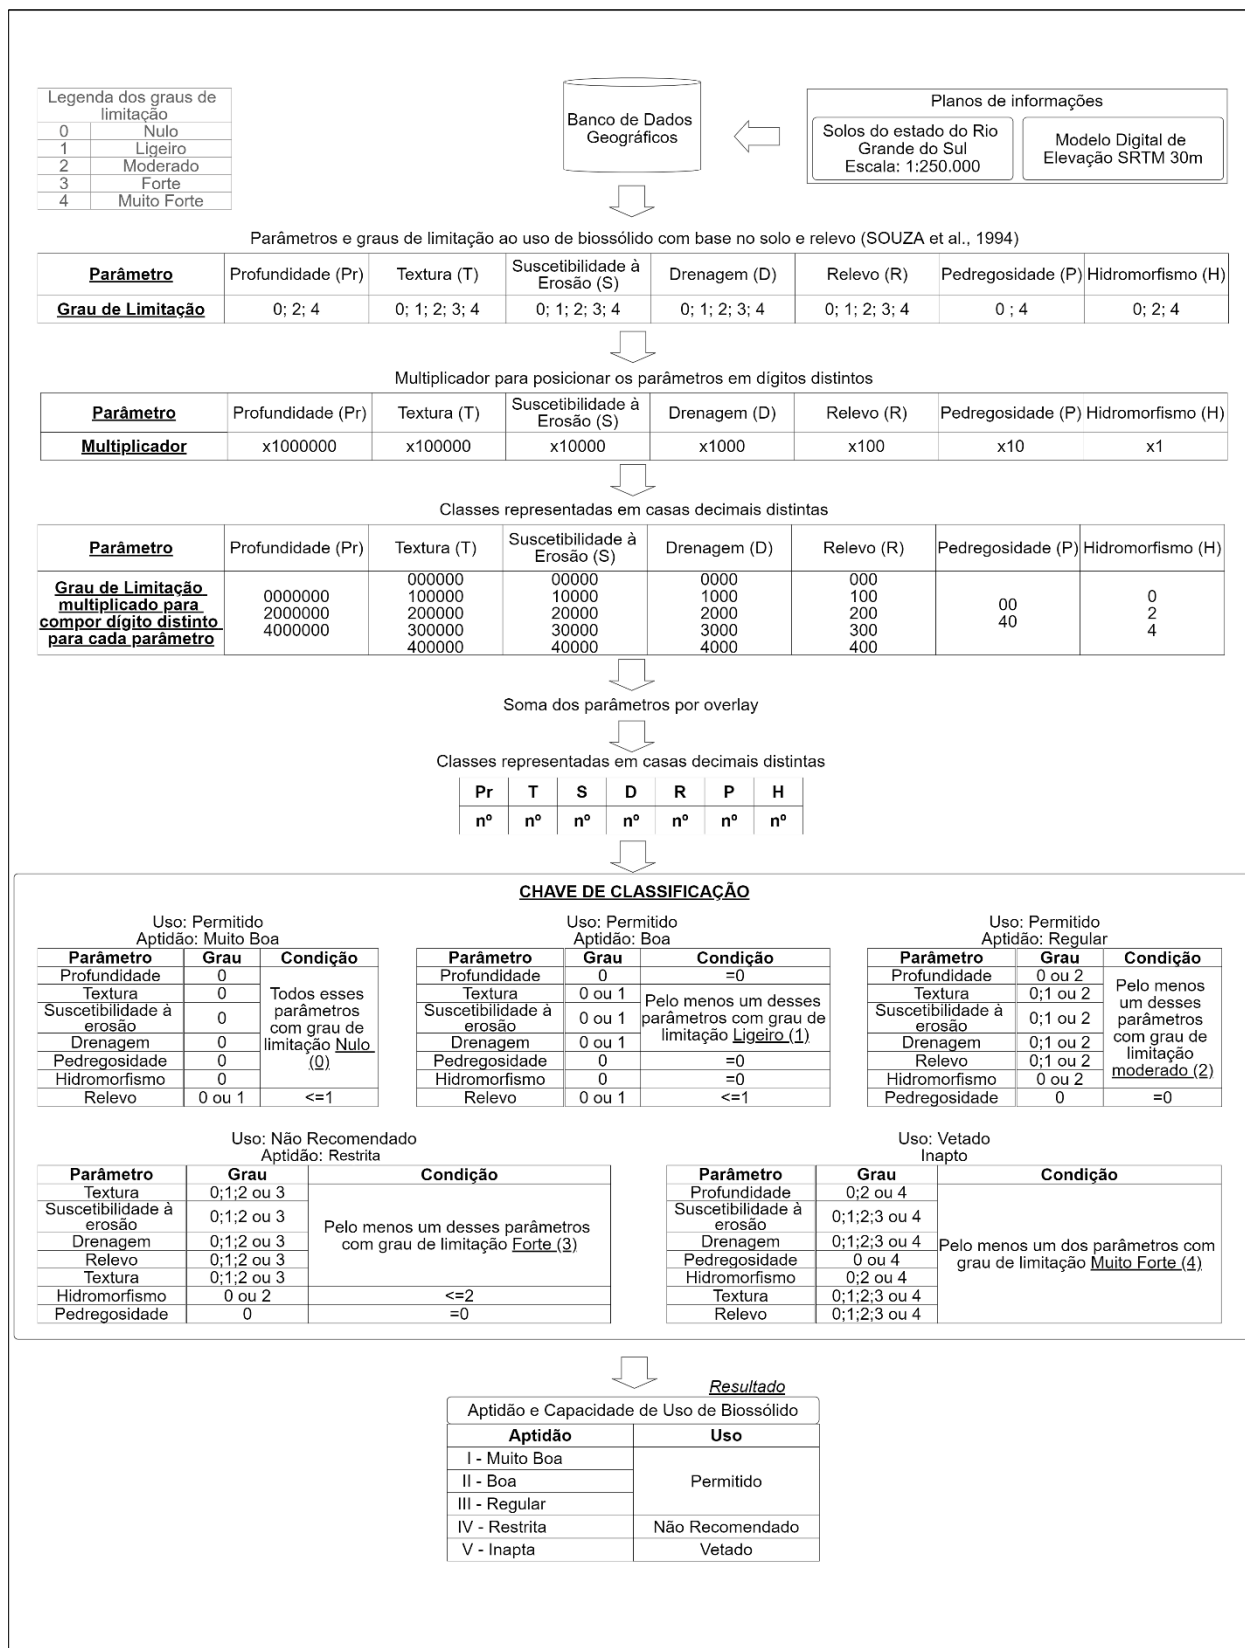 Legenda dos graus de
limitação
0 Nulo
1 Ligeiro
2 Moderado
3 Forte
4 Muito Forte
Banco de Dados
Geográficos
Planos de informações
Solos do estado do Rio
Grande do Sul
Escala: 1:250.000
Modelo Digital de
Elevação SRTM 30m
Parâmetros e graus de limitação ao uso de biossólido com base no solo e relevo (SOUZA et al., 1994)
Parâmetro Profundidade (Pr) Textura (T) Suscetibilidade à Erosão (S) Drenagem (D) Relevo (R) Pedregosidade (P) Hidromorfismo (H)
Grau de Limitação 0; 2; 4 0; 1; 2; 3; 4 0; 1; 2; 3; 4 0; 1; 2; 3; 4 0; 1; 2; 3; 4 0 ; 4 0; 2; 4
Multiplicador para posicionar os parâmetros em dígitos distintos
Parâmetro Profundidade (Pr) Textura (T) Suscetibilidade à Erosão (S) Drenagem (D) Relevo (R) Pedregosidade (P) Hidromorfismo (H)
Multiplicador x1000000 x100000 x10000 x1000 x100 x10 x1
Classes representadas em casas decimais distintas
Parâmetro Profundidade (Pr) Textura (T) Suscetibilidade à Erosão (S) Drenagem (D) Relevo (R) Pedregosidade (P) Hidromorfismo (H)
Grau de Limitação
multiplicado para
compor dígito distinto
para cada parâmetro
0000000
2000000
4000000
000000
100000
200000
300000
400000
00000
10000
20000
30000
40000
0000
1000
2000
3000
4000
000
100
200
300
400
00
40
0
2
4
Soma dos parâmetros por overlay
Classes representadas em casas decimais distintas
Pr T S D R P H
nº nº nº nº nº nº nº
CHAVE DE CLASSIFICAÇÃO
Uso: Permitido
Aptidão: Muito Boa
Parâmetro Grau Condição
Profundidade 0
Textura 0
Suscetibilidade à
erosão 0
Drenagem 0
Pedregosidade 0
Hidromorfismo 0
Todos esses
parâmetros
com grau de
limitação Nulo
(0)
Relevo 0 ou 1 <=1
Uso: Permitido
Aptidão: Boa
Parâmetro Grau Condição
Profundidade 0 =0
Textura 0 ou 1
Suscetibilidade à
erosão 0 ou 1
Drenagem 0 ou 1
Pelo menos um desses
parâmetros com grau de
limitação Ligeiro (1)
Pedregosidade 0 =0
Hidromorfismo 0 =0
Relevo 0 ou 1 <=1
Uso: Permitido
Aptidão: Regular
Parâmetro Grau Condição
Profundidade 0 ou 2
Textura 0;1 ou 2
Suscetibilidade à
erosão 0;1 ou 2
Drenagem 0;1 ou 2
Relevo 0;1 ou 2
Hidromorfismo 0 ou 2
Pelo menos
um desses
parâmetros
com grau de
limitação
moderado (2)
Pedregosidade 0 =0
Uso: Não Recomendado
Aptidão: Restrita
Parâmetro Grau Condição
Textura 0;1;2 ou 3
Suscetibilidade à
erosão 0;1;2 ou 3
Drenagem 0;1;2 ou 3
Relevo 0;1;2 ou 3
Textura 0;1;2 ou 3
Pelo menos um desses parâmetros
com grau de limitação Forte (3)
Hidromorfismo 0 ou 2 <=2
Pedregosidade 0 =0
Uso: Vetado
Inapto
Parâmetro Grau Condição
Profundidade 0;2 ou 4
Suscetibilidade à
erosão 0;1;2;3 ou 4
Drenagem 0;1;2;3 ou 4
Pedregosidade 0 ou 4
Hidromorfismo 0;2 ou 4
Textura 0;1;2;3 ou 4
Relevo 0;1;2;3 ou 4
Pelo menos um dos parâmetros com
grau de limitação Muito Forte (4)
Resultado
Aptidão e Capacidade de Uso de Biossólido
Aptidão Uso
I - Muito Boa
II - Boa
III - Regular
Permitido
IV - Restrita Não Recomendado
V - Inapta Vetado